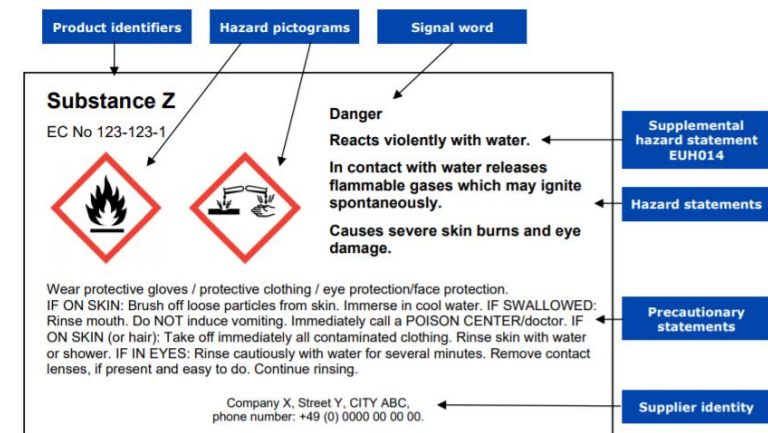 Product identifiers
Hazard pictograms
Signal word
Substance Z
EC No 123-123-1
Danger
Reacts violently with water.
In contact with water releases
flammable gases which may ignite
spontaneously.
Causes severe skin burns and eye
damage.
Supplemental
hazard statement
EUH014
Hazard statements
Wear protective gloves / protective clothing / eye protection/face protection.
IF ON SKIN: Brush off loose particles from skin. Immerse in cool water. IF SWALLOWED:
Rinse mouth. Do NOT induce vomiting. Immediately call a POISON CENTER/doctor. IF
ON SKIN (or hair): Take off immediately all contaminated clothing. Rinse skin with water
or shower. IF IN EYES: Rinse cautiously with water for several minutes. Remove contact
lenses, if present and easy to do. Continue rinsing.
Precautionary
statements
Company X, Street Y, CITY ABC,
phone number: +49 (0) 0000 00 00 00.
Supplier identity